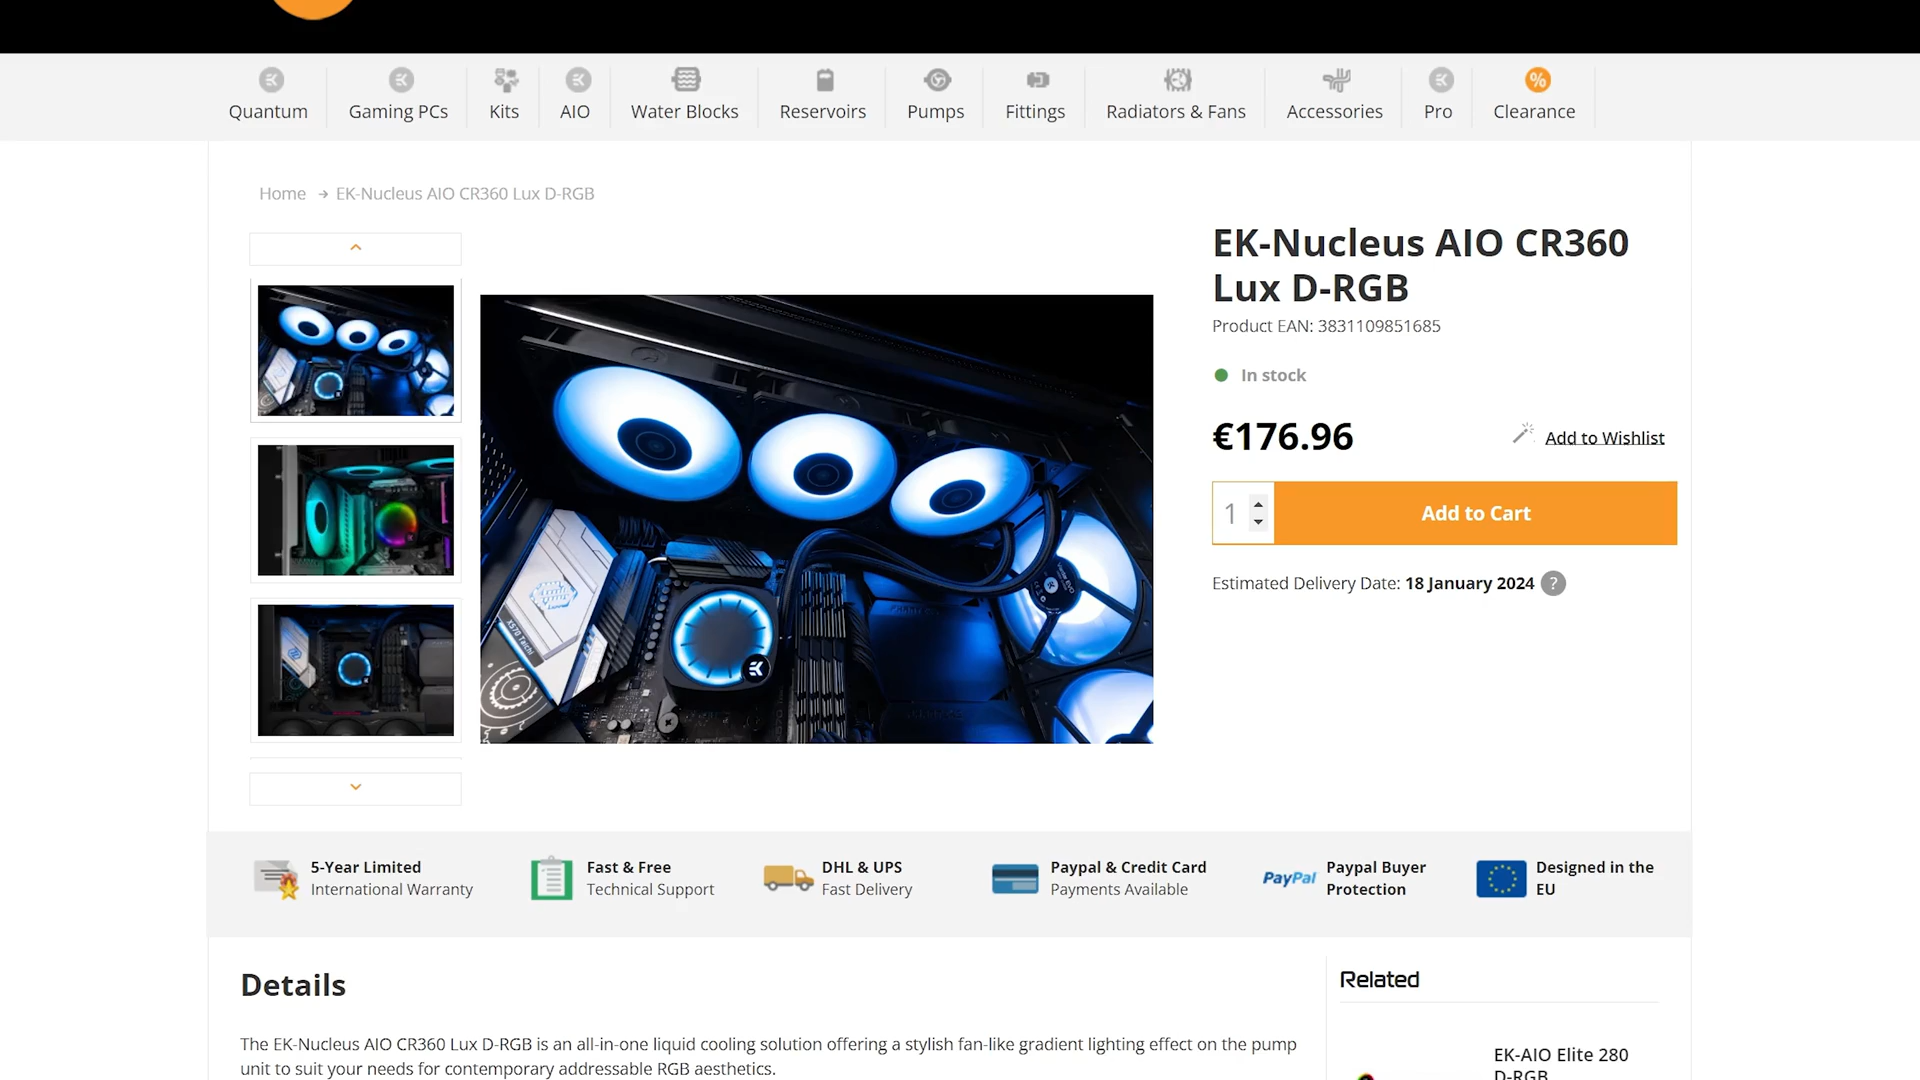 Quantum
Gaming PCs
Kits
AIO
Water Blocks
Reservoirs
Pumps
Fittings
Radiators & Fans
Accessories
Pro
%
Clearance
Home → EK-Nucleus AIO CR360 Lux D-RGB
EK-Nucleus AIO CR360
Lux D-RGB
Product EAN: 3831109851685
In stock
€176.96
Add to Wishlist
1
Add to Cart
Estimated Delivery Date: 18 January 2024 ?
X570 Taichi
5-Year Limited
International Warranty
Fast & Free
Technical Support
DHL & UPS
Fast Delivery
Paypal & Credit Card
Payments Available
PayPal
Paypal Buyer
Protection
Designed in the
EU
Details
The EK-Nucleus AIO CR360 Lux D-RGB is an all-in-one liquid cooling solution offering a stylish fan-like gradient lighting effect on the pump
unit to suit your needs for contemporary addressable RGB aesthetics.
Related
EK-AIO Elite 280
D-RGB